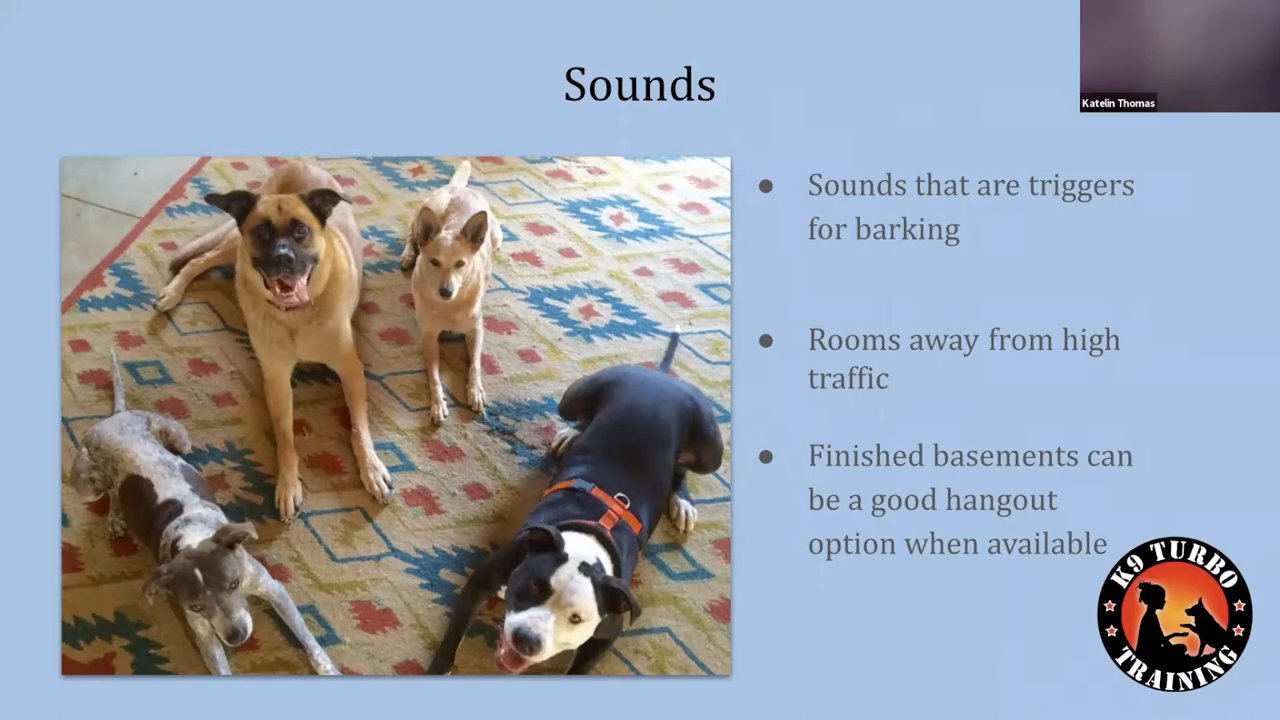 Sounds
Katelin Thomas
Sounds that are triggers
for barking
Rooms away from high
traffic
Finished basements can
be a good hangout
option when available
K9 TURBO
TRAINING